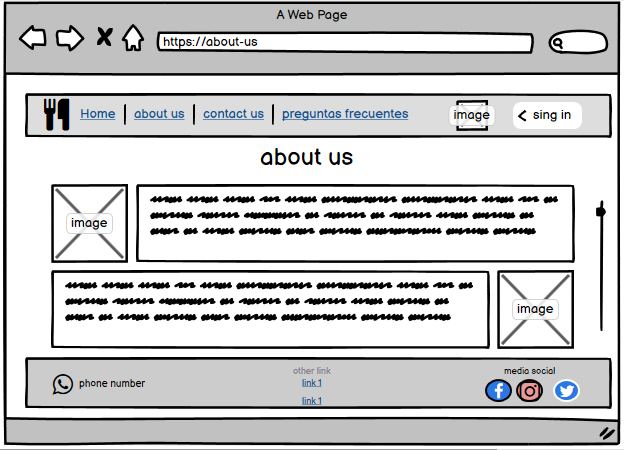 A Web Page
https://about-us
Home about us contact us preguntas frecuentes image sing in
about us
image
image
phone number
other link
link 1
link 1
media social